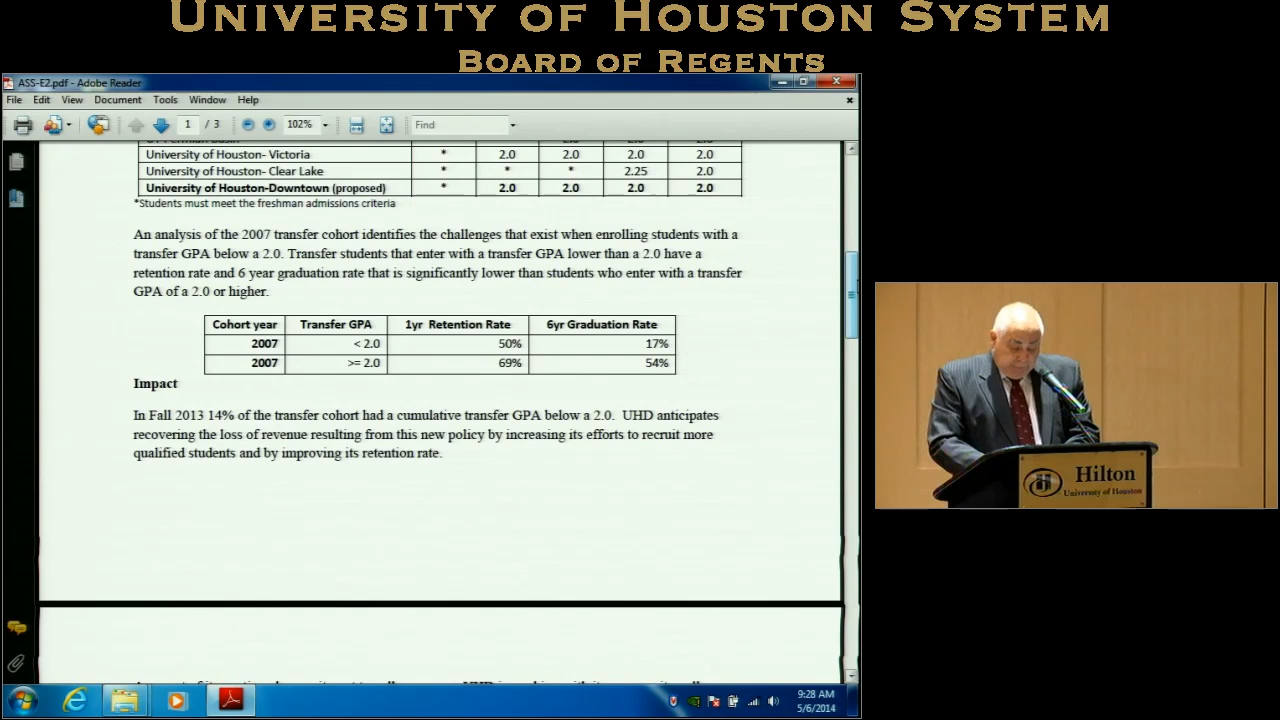 UNIVERSITY OF HOUSTON SYSTEM
BOARD OF REGENTS
ASS-E2.pdf - Adobe Reader
File Edit View Document Tools Window Help
1 / 3 102% Find
University of Houston- Victoria * 2.0 2.0 2.0 2.0
University of Houston- Clear Lake * * * 2.25 2.0
University of Houston-Downtown (proposed) * 2.0 2.0 2.0 2.0
*Students must meet the freshman admissions criteria
An analysis of the 2007 transfer cohort identifies the challenges that exist when enrolling students with a
transfer GPA below a 2.0. Transfer students that enter with a transfer GPA lower than a 2.0 have a
retention rate and 6 year graduation rate that is significantly lower than students who enter with a transfer
GPA of a 2.0 or higher.
Cohort year Transfer GPA 1yr Retention Rate 6yr Graduation Rate
2007 < 2.0 50% 17%
2007 >= 2.0 69% 54%
Impact
In Fall 2013 14% of the transfer cohort had a cumulative transfer GPA below a 2.0. UHD anticipates
recovering the loss of revenue resulting from this new policy by increasing its efforts to recruit more
qualified students and by improving its retention rate.
Hilton
University of Houston
9:28 AM
5/6/2014